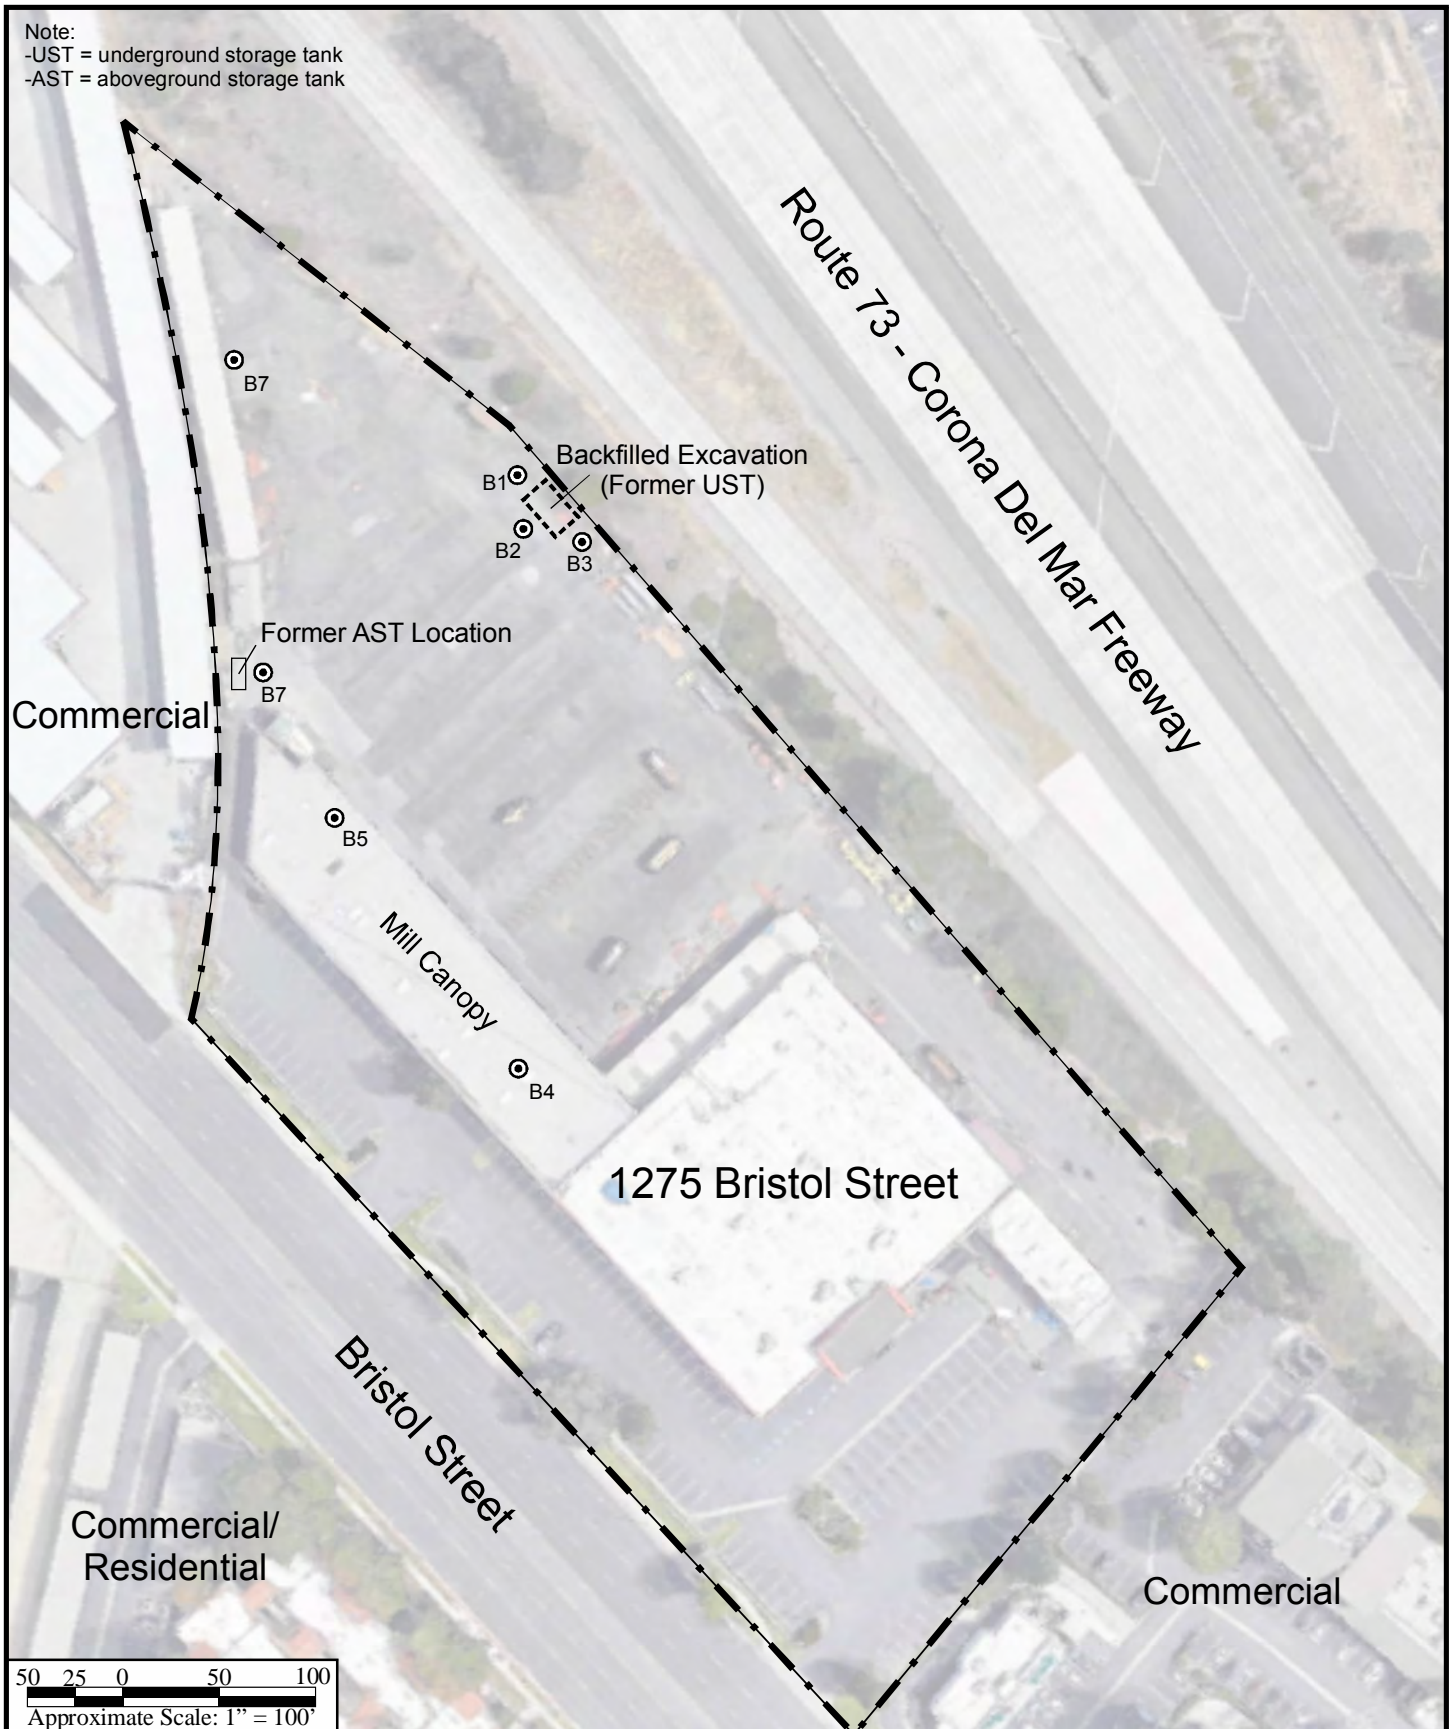 Note:
-UST = underground storage tank
-AST = aboveground storage tank
Route 73 - Corona Del Mar Freeway
B7
Backfilled Excavation
(Former UST)
B1
B2
B3
Former AST Location
B7
Commercial
B5
Mill Canopy
B4
1275 Bristol Street
Bristol Street
Commercial/
Residential
Commercial
50 25 0 50 100
Approximate Scale: 1” = 100’